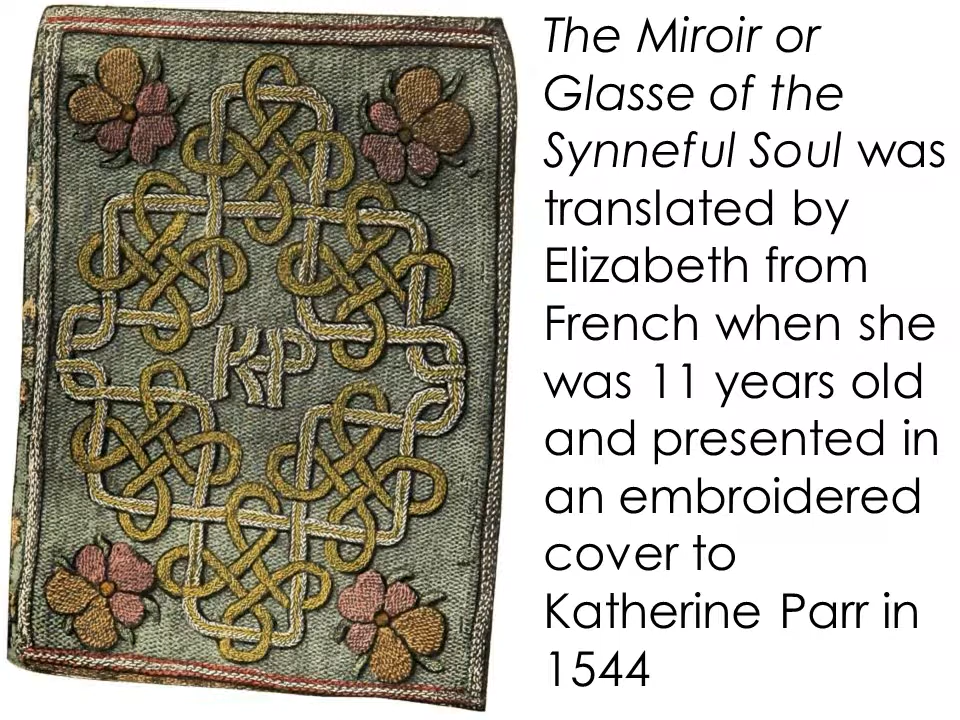 KP
The Miroir or
Glasse of the
Synneful Soul was
translated by
Elizabeth from
French when she
was 11 years old
and presented in
an embroidered
cover to
Katherine Parr in
1544